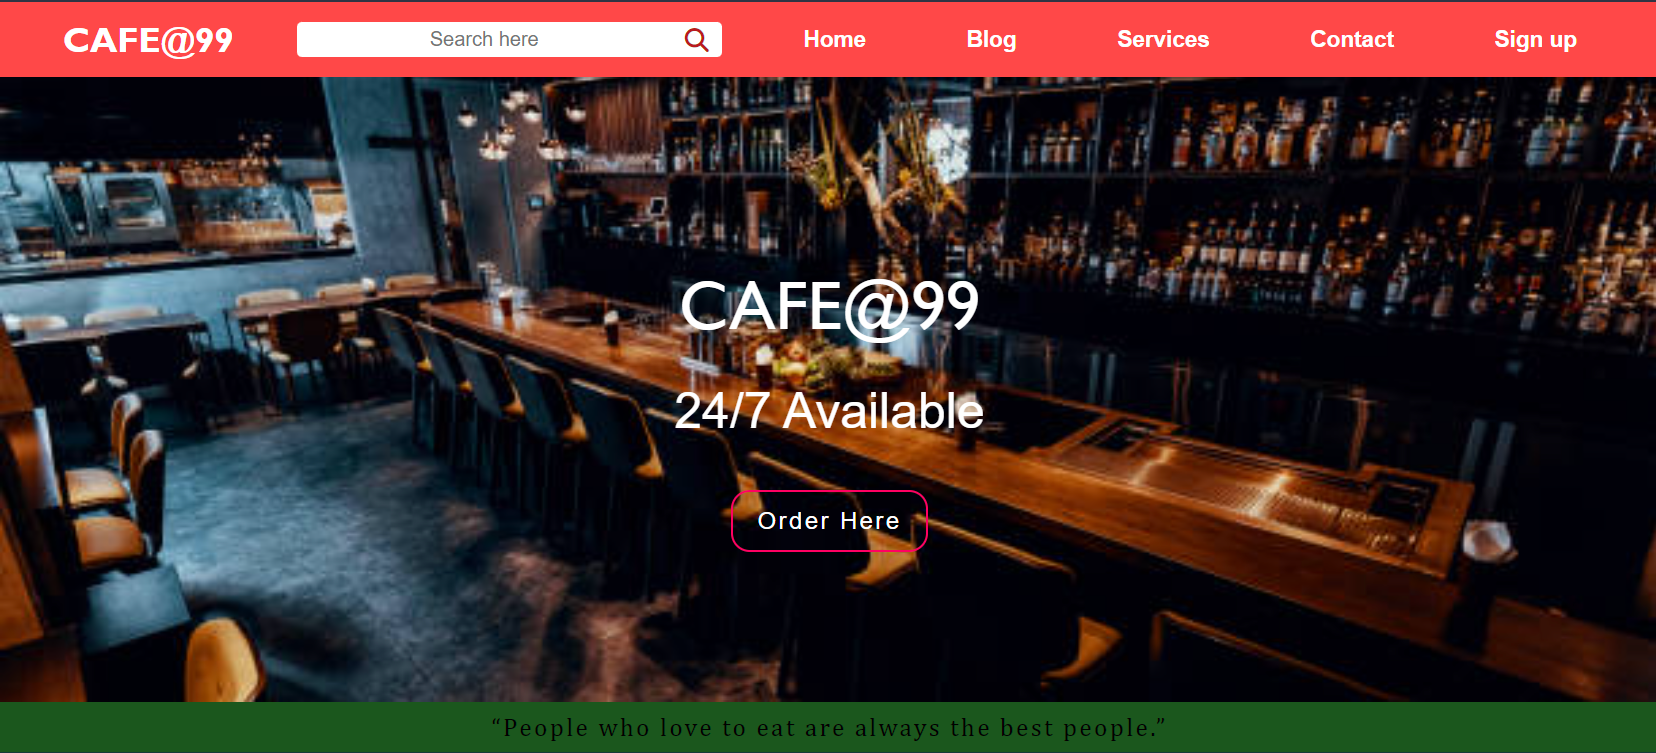 CAFE@99 Search here Home Blog Services Contact Sign up
CAFE@99
24/7 Available
Order Here
“People who love to eat are always the best people.”